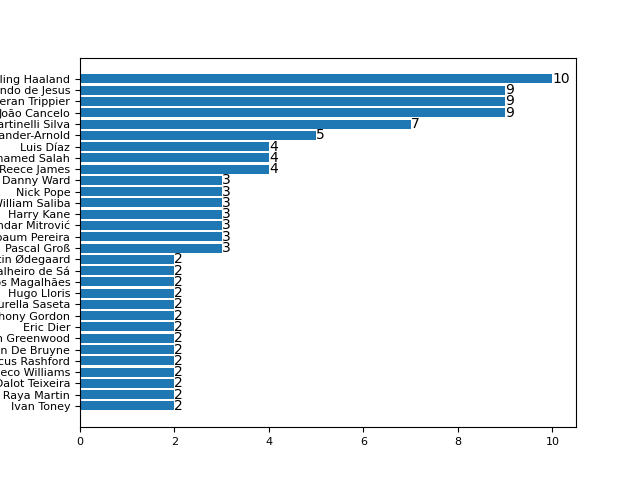 ling Haaland 10
ndo de Jesus 9
eran Trippier 9
João Cancelo 9
artinelli Silva 7
ander-Arnold 5
Luis Díaz 4
hamed Salah 4
Reece James 4
Danny Ward 3
Nick Pope 3
William Saliba 3
Harry Kane 3
ndar Mitrović 3
baum Pereira 3
Pascal Groß 3
tin Ødegaard 2
alheiro de Sá 2
os Magalhães 2
Hugo Lloris 2
urella Saseta 2
hony Gordon 2
Eric Dier 2
n Greenwood 2
in De Bruyne 2
cus Rashford 2
eco Williams 2
Dalot Teixeira 2
Raya Martin 2
Ivan Toney 2
0 2 4 6 8 10